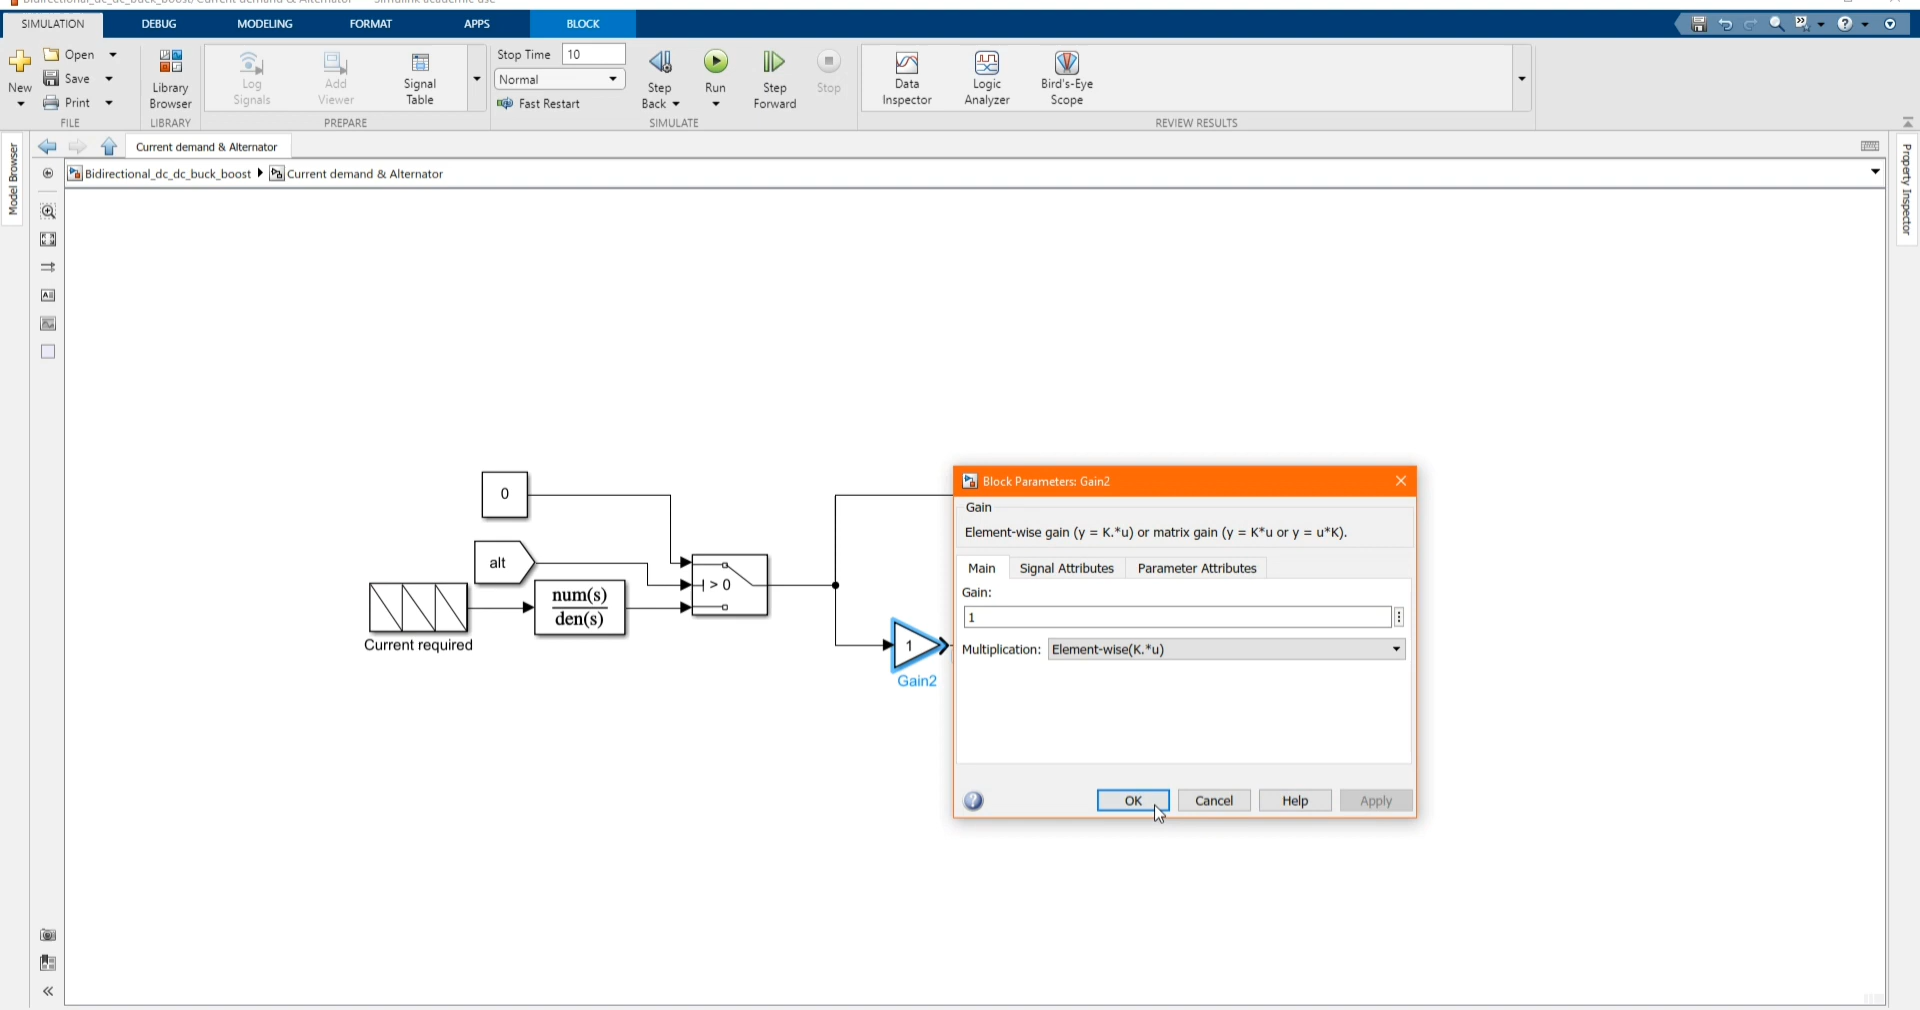 SIMULATION DEBUG MODELING FORMAT APPS BLOCK
New
Open
Save
Print
FILE
Library
Browser
LIBRARY
Log
Signals
Add
Viewer
Signal
Table
PREPARE
Stop Time 10
Normal
Fast Restart
Step
Back
Run
Step
Forward
Stop
SIMULATE
Data
Inspector
Logic
Analyzer
Bird's-Eye
Scope
REVIEW RESULTS
Model Browser
Current demand & Alternator
Bidirectional_dc_dc_buck_boost Current demand & Alternator
Property Inspector
0
alt
> 0
num(s)
den(s)
Current required
1
Gain2
Block Parameters: Gain2
Gain
Element-wise gain (y = K.*u) or matrix gain (y = K*u or y = u*K).
Main Signal Attributes Parameter Attributes
Gain:
1
Multiplication: Element-wise(K.*u)
OK Cancel Help Apply